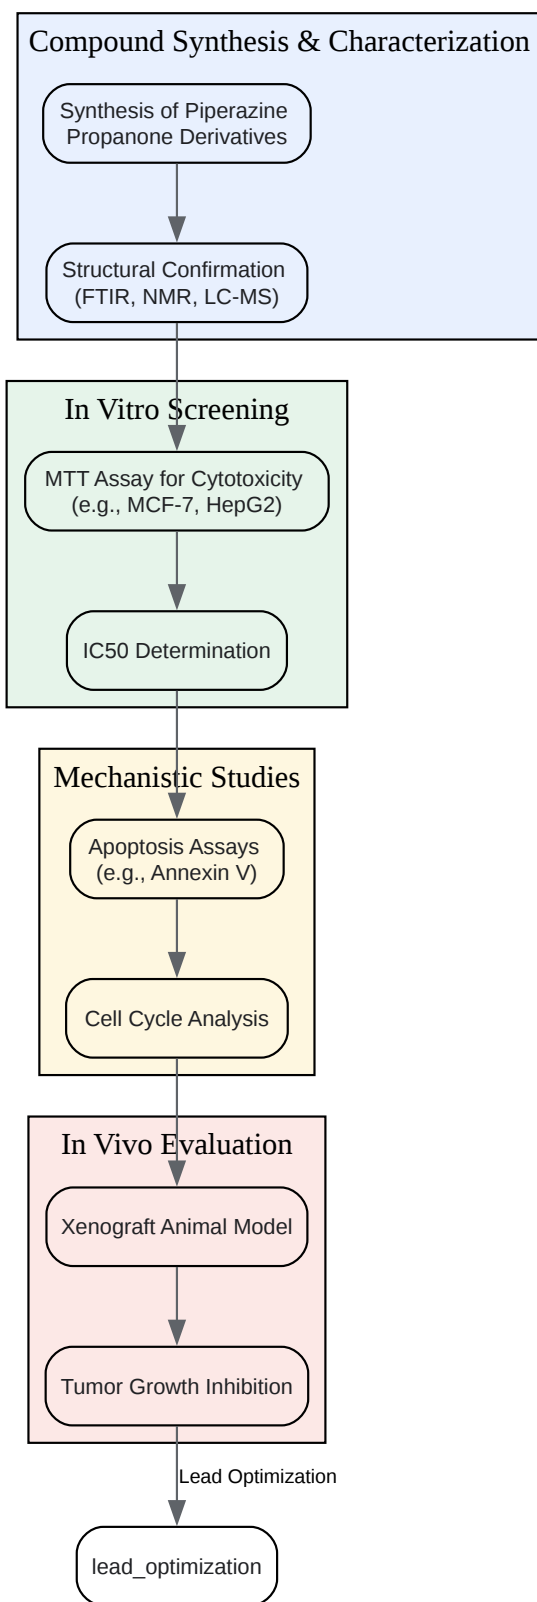 Compound Synthesis & Characterization
Synthesis of Piperazine
Propanone Derivatives
Structural Confirmation
(FTIR, NMR, LC-MS)
In Vitro Screening
MTT Assay for Cytotoxicity
(e.g., MCF-7, HepG2)
IC50 Determination
Mechanistic Studies
Apoptosis Assays
(e.g., Annexin V)
Cell Cycle Analysis
In Vivo Evaluation
Xenograft Animal Model
Tumor Growth Inhibition
Lead Optimization
lead_optimization